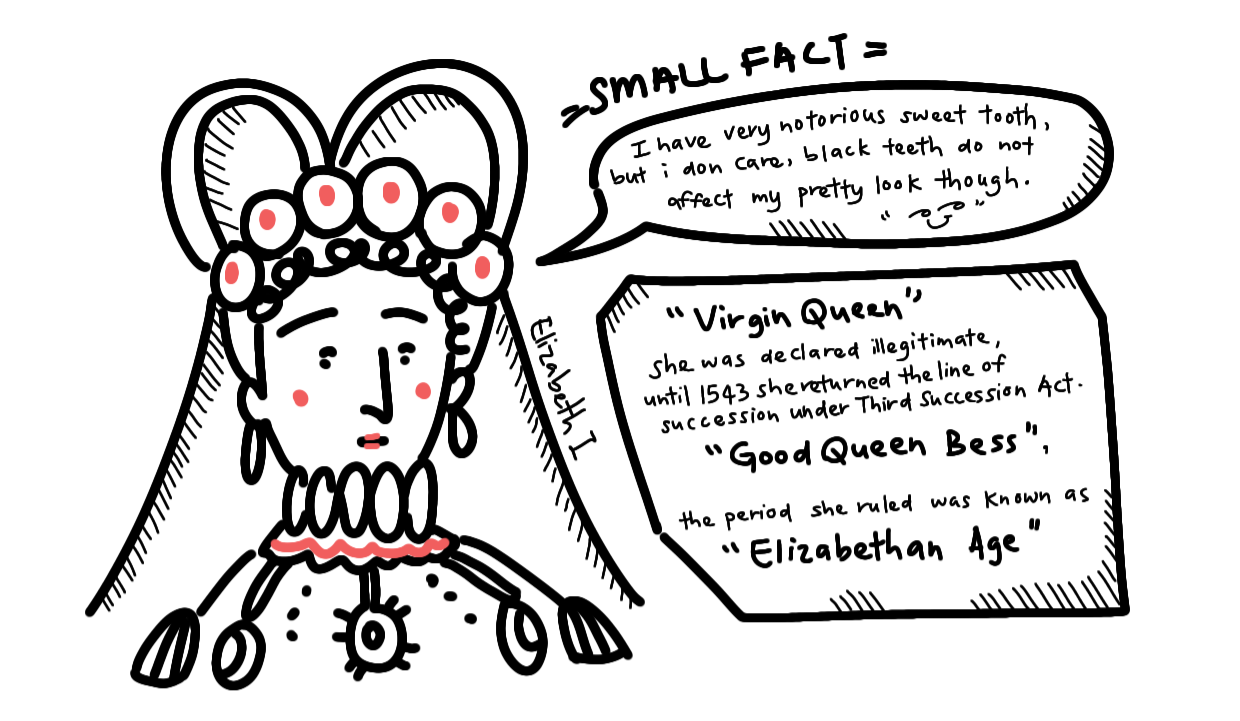 =SMALL FACT=
I have very notorious sweet tooth,
but i don care, black teeth do not
affect my pretty look though.
Elizabeth I
"Virgin Queen"
she was declared illegitimate,
until 1543 she returned the line of
succession under Third Succession Act.
"Good Queen Bess",
the period she ruled was known as
"Elizabethan Age"